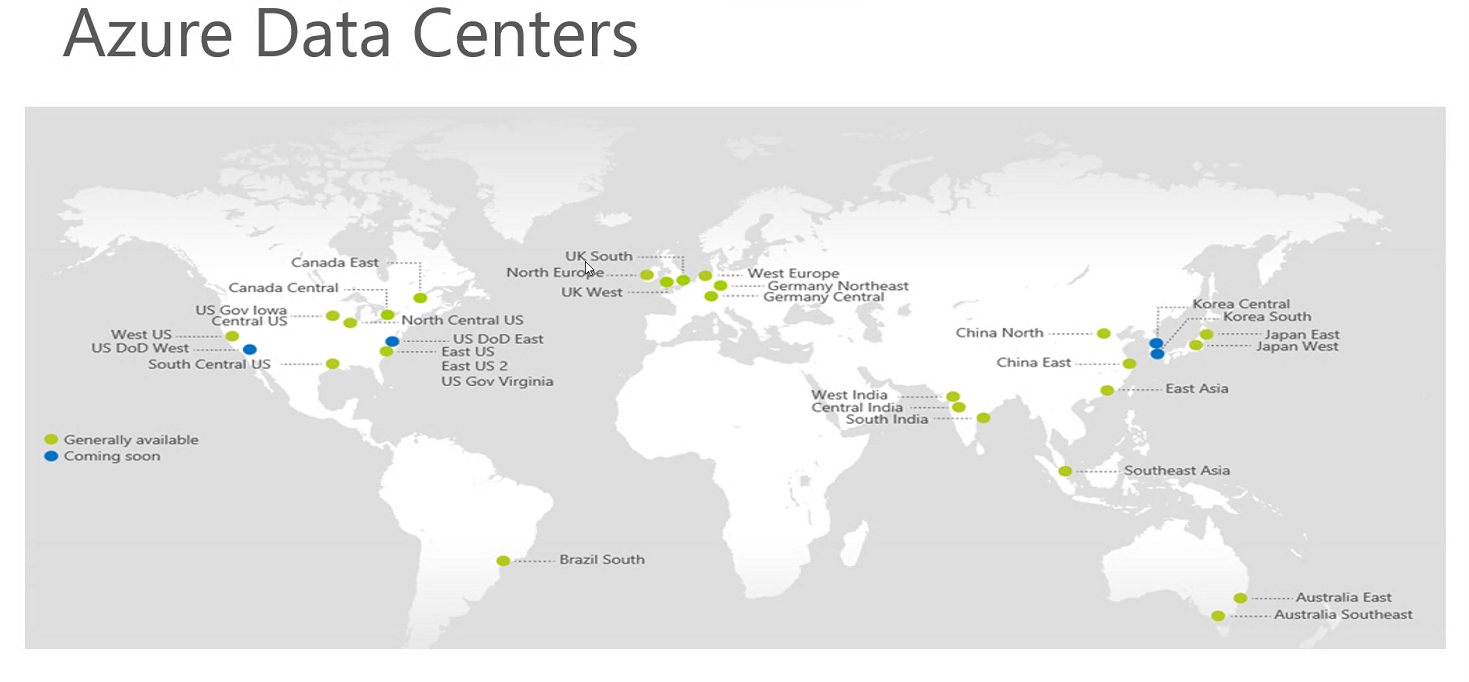 Azure Data Centers
Canada East
Canada Central
US Gov Iowa
Central US
North Central US
West US
US DoD West
South Central US
US DoD East
East US
East US 2
US Gov Virginia
Generally available
Coming soon
Brazil South
UK South
North Europe
UK West
West Europe
Germany Northeast
Germany Central
Korea Central
Korea South
China North
Japan East
Japan West
China East
East Asia
West India
Central India
South India
Southeast Asia
Australia East
Australia Southeast